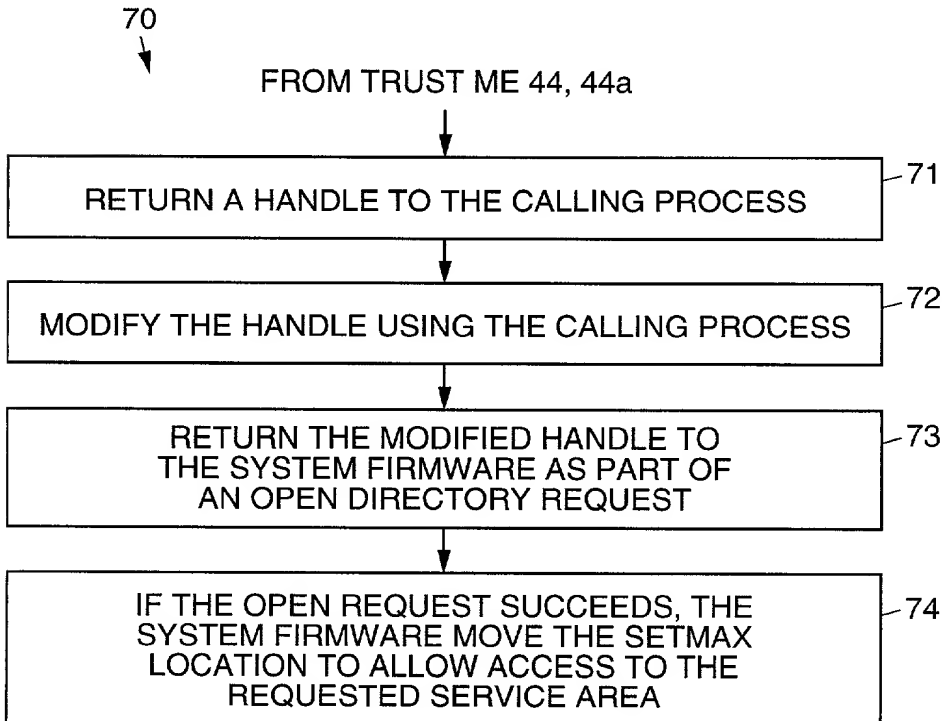 70
FROM TRUST ME 44, 44a
RETURN A HANDLE TO THE CALLING PROCESS
71
MODIFY THE HANDLE USING THE CALLING PROCESS
72
RETURN THE MODIFIED HANDLE TO
THE SYSTEM FIRMWARE AS PART OF
AN OPEN DIRECTORY REQUEST
73
IF THE OPEN REQUEST SUCCEEDS, THE
SYSTEM FIRMWARE MOVE THE SETMAX
LOCATION TO ALLOW ACCESS TO THE
REQUESTED SERVICE AREA
74